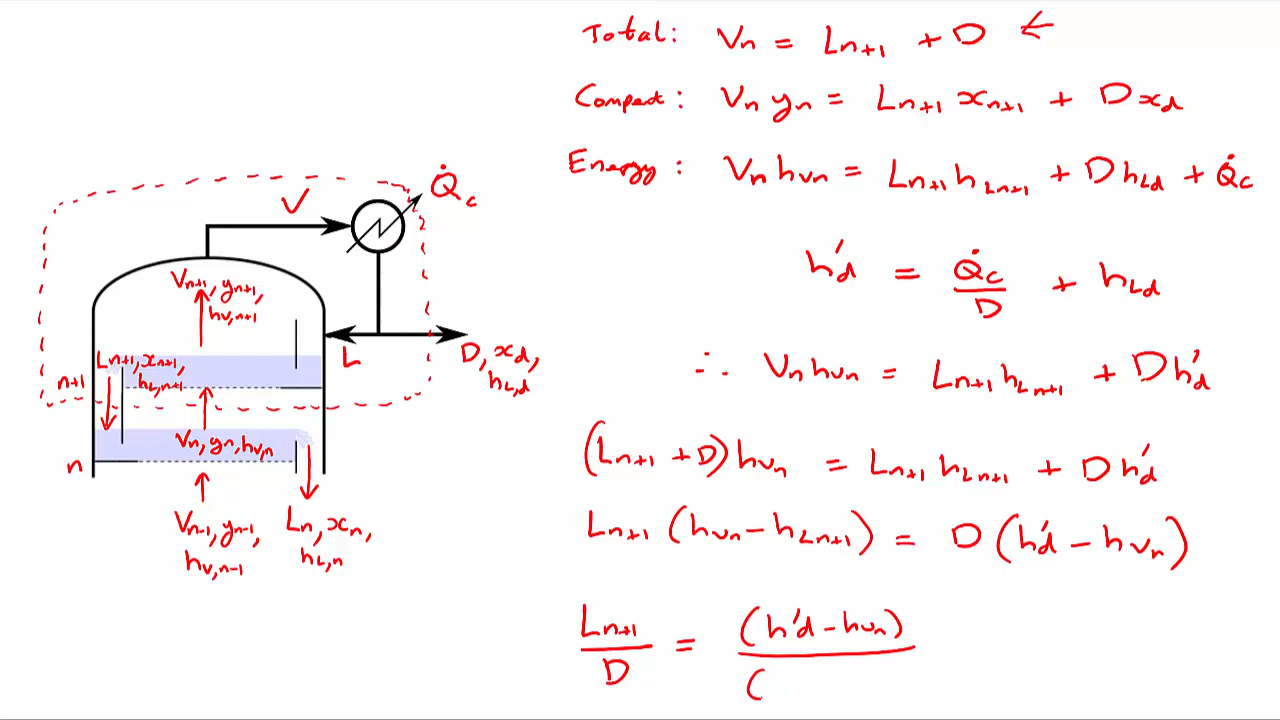 Total: Vn = Ln+1 + D ←
Compnent: Vn yn = Ln+1 xn+1 + D xd
Energy: Vn hvn = Ln+1 hLn+1 + D hLd + Q̇c
h'd = Q̇c/D + hLd
∴ Vn hvn = Ln+1 hLn+1 + D h'd
(Ln+1 + D) hvn = Ln+1 hLn+1 + D h'd
Ln+1 (hvn - hLn+1) = D (h'd - hvn)
Ln+1/D = (h'd - hvn)/(
Q̇c
V
Vn+1, yn+1,
hv,n+1
L
D, xd,
hL,d
Ln+1, xn+1,
hL,n+1
n+1
Vn, yn, hv,n
n
Vn-1, yn-1,
hv,n-1
Ln, xn,
hL,n